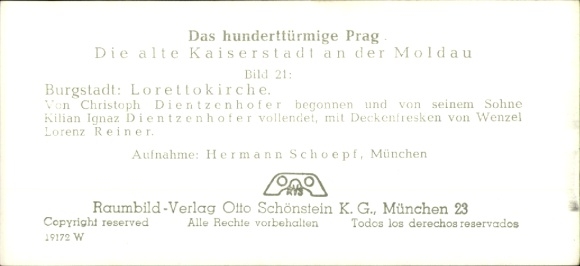 Das hunderttürmige Prag.
Die alte Kaiserstadt an der Moldau
Bild 21:
Burgstadt: Lorettokirche.
Von Christoph Dientzenhofer begonnen und von seinem Sohne
Kilian Ignaz Dientzenhofer vollendet, mit Deckenfresken von Wenzel
Lorenz Reiner.
Aufnahme: Hermann Schoepf, München
Raumbild-Verlag Otto Schönstein K. G., München 23
Copyright reserved Alle Rechte vorbehalten Todos los derechos reservados
19172 W